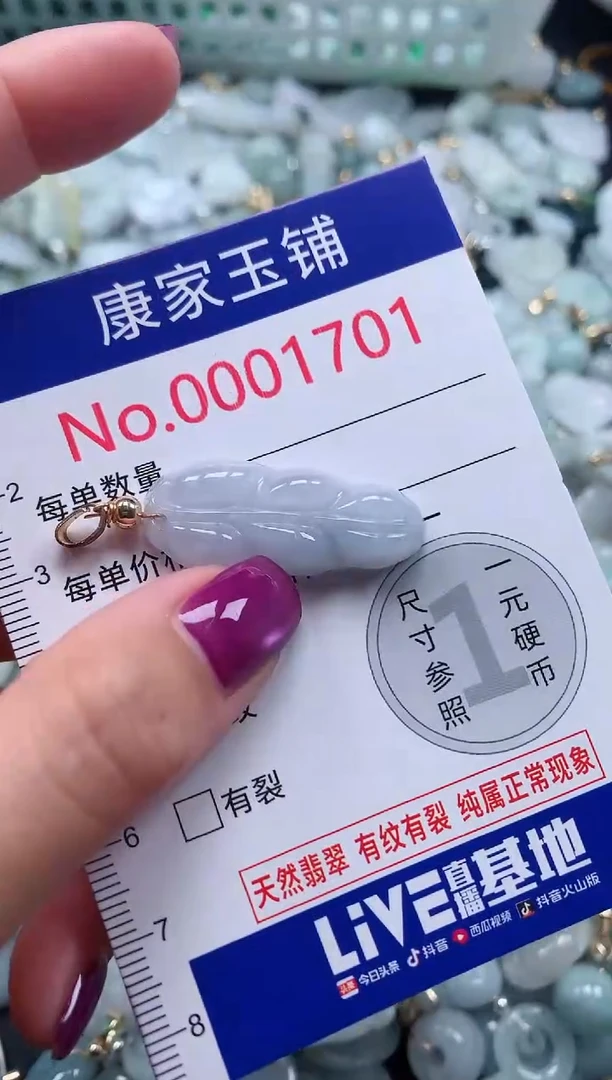 康家玉铺
No.0001701
2
每单数量
3
每单价
一元硬币
尺寸参照
1
有裂
6
天然翡翠 有纹有裂 纯属正常现象
7
LiVE直播基地
头条 今日头条 抖音 西瓜视频 抖音火山版
8